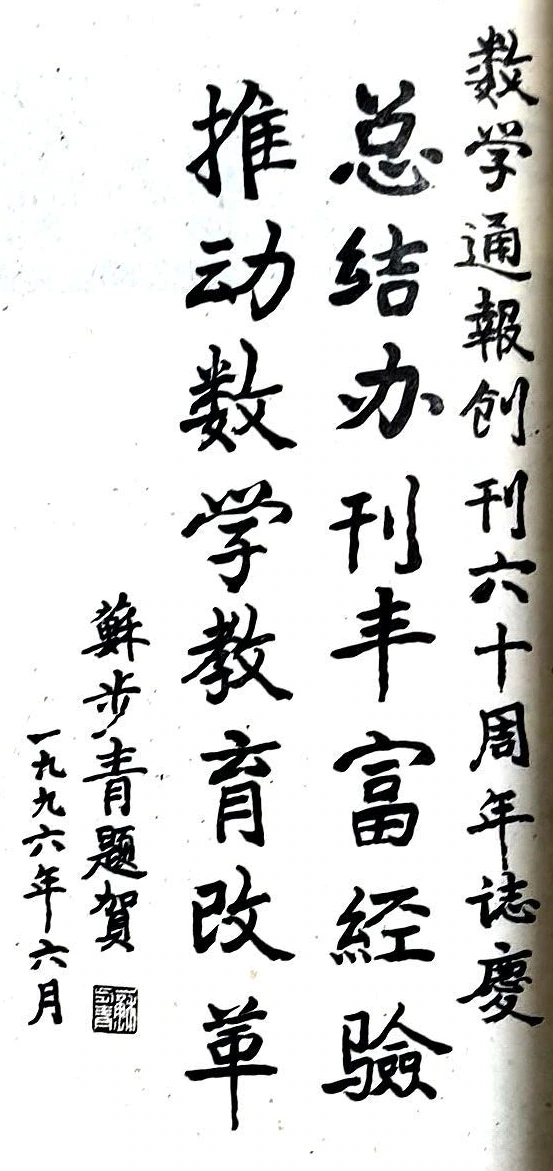 数学通報创刊六十周年誌慶
总结办刊丰富経驗
推动数学教育改革
蘇步青題賀
一九九六年六月